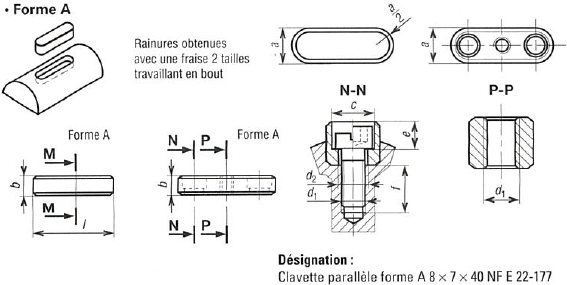 • Forme A
Rainures obtenues
avec une fraise 2 tailles
travaillant en bout
a
a/2
a
N-N
P-P
c
e
d2
d1
f
d1
Forme A
M
b
M
l
Forme A
N
P
b
N
P
Désignation :
Clavette parallèle forme A 8 × 7 × 40 NF E 22-177